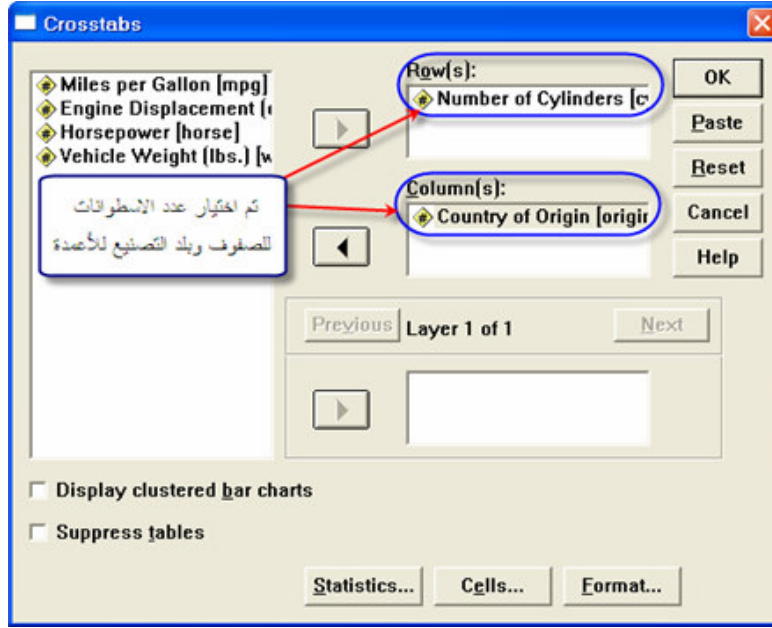 Crosstabs
Miles per Gallon [mpg]
Engine Displacement (
Horsepower [horse]
Vehicle Weight (lbs.) [w
تم اختيار عدد الاسطوانات
للصفوف وبلد التصنيع للأعمدة
Row(s):
Number of Cylinders [cy
Column(s):
Country of Origin [origin
OK
Paste
Reset
Cancel
Help
Previous
Layer 1 of 1
Next
Display clustered bar charts
Suppress tables
Statistics...
Cells...
Format...